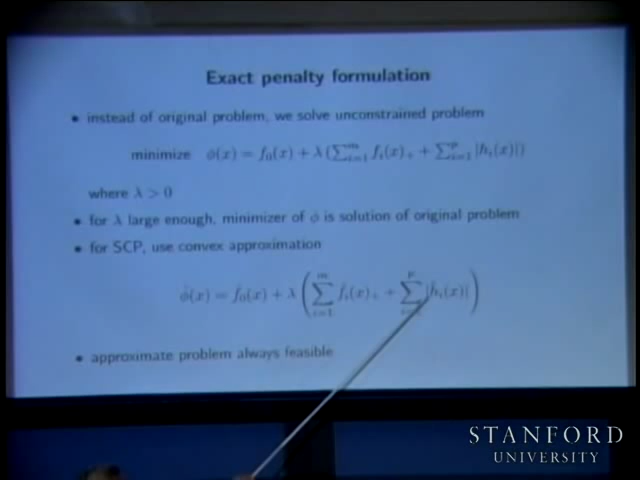 Exact penalty formulation
• instead of original problem, we solve unconstrained problem
minimize φ(x) = f₀(x) + λ (∑ᵢ₌₁ᵐ fᵢ(x)₊ + ∑ᵢ₌₁ᵖ |hᵢ(x)|)
where λ > 0
• for λ large enough, minimizer of φ is solution of original problem
• for SCP, use convex approximation
φ̂(x) = f̂₀(x) + λ (∑ᵢ₌₁ᵐ f̂ᵢ(x)₊ + ∑ᵢ₌₁ᵖ |ĥᵢ(x)|)
• approximate problem always feasible
STANFORD
UNIVERSITY